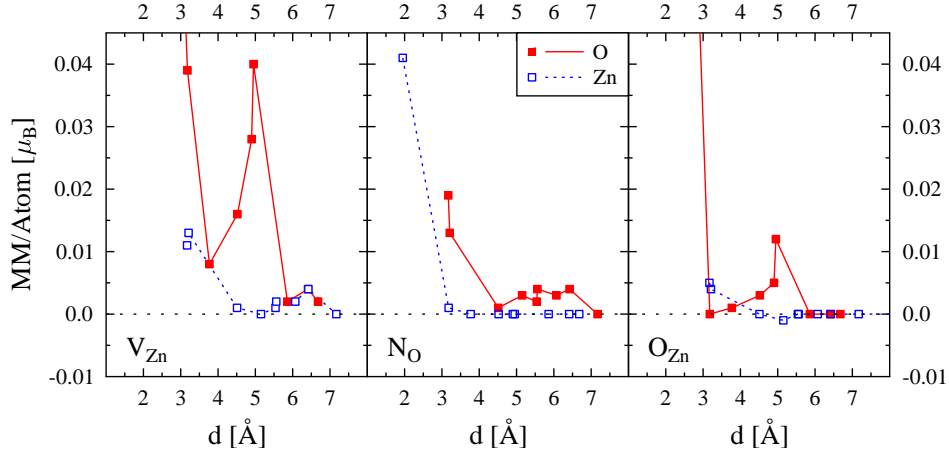 2 3 4 5 6 7 2 3 4 5 6 7 2 3 4 5 6 7
0.04 0.04
0.03 0.03
0.02 0.02
0.01 0.01
0.00 0.00
-0.01 -0.01
MM/Atom [μB]
O
Zn
VZn NO OZn
2 3 4 5 6 7 2 3 4 5 6 7 2 3 4 5 6 7
d [Å] d [Å] d [Å]